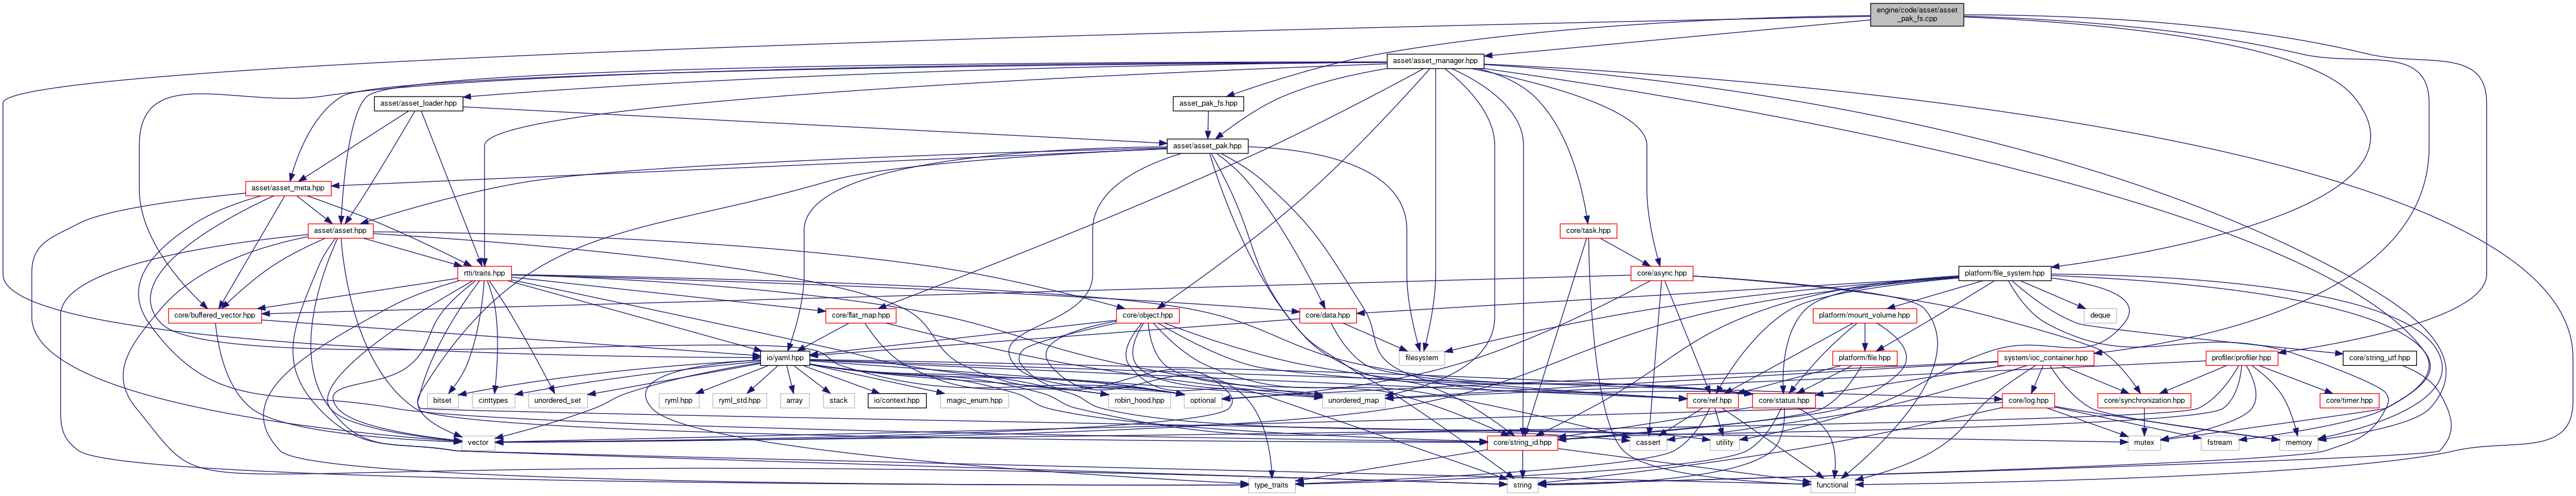 engine/code/asset/asset
_pak_fs.cpp
asset/asset_manager.hpp
asset/asset_loader.hpp
asset_pak_fs.hpp
asset/asset_pak.hpp
asset/asset_meta.hpp
asset/asset.hpp
core/task.hpp
rtti/traits.hpp
core/async.hpp
platform/file_system.hpp
core/buffered_vector.hpp
core/flat_map.hpp
core/object.hpp
core/data.hpp
platform/mount_volume.hpp
deque
io/yaml.hpp
filesystem
platform/file.hpp
system/ioc_container.hpp
profiler/profiler.hpp
core/string_utf.hpp
bitset
cinttypes
unordered_set
ryml.hpp
ryml_std.hpp
array
stack
io/context.hpp
magic_enum.hpp
robin_hood.hpp
optional
unordered_map
core/ref.hpp
core/status.hpp
core/log.hpp
core/synchronization.hpp
core/timer.hpp
vector
core/string_id.hpp
cassert
utility
mutex
fstream
memory
type_traits
string
functional